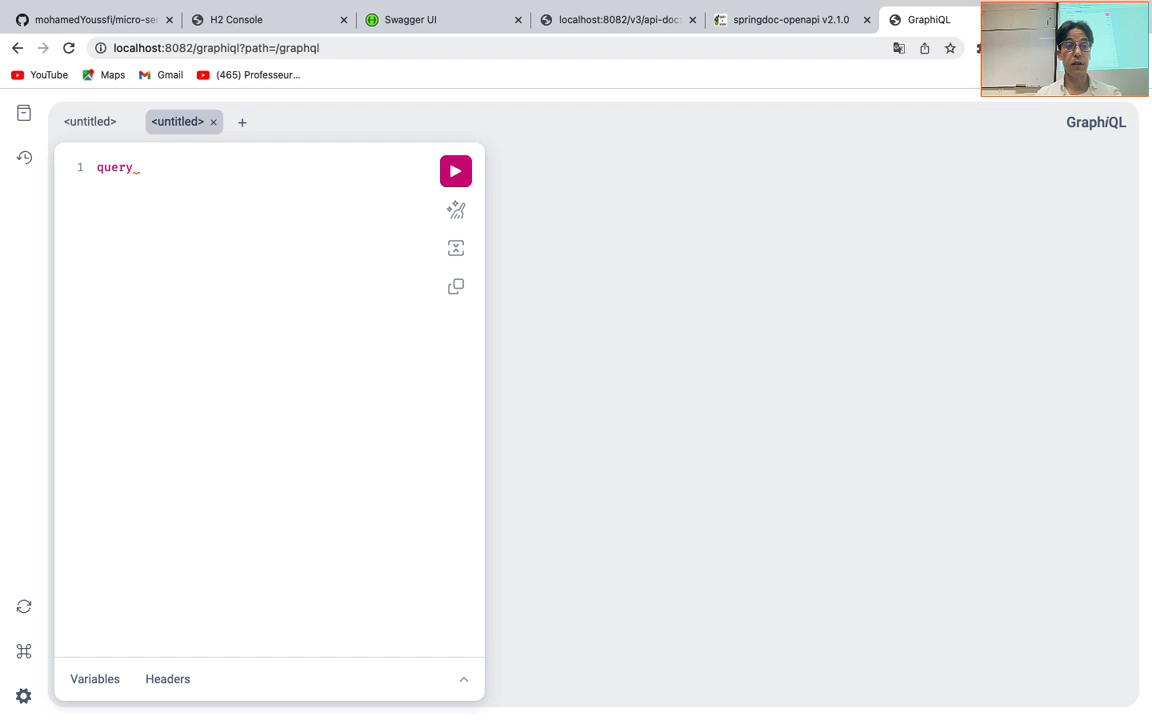 mohamedYoussfi/micro-se
H2 Console
Swagger UI
localhost:8082/v3/api-docs
springdoc-openapi v2.1.0
GraphiQL
localhost:8082/graphiql?path=/graphql
YouTube
Maps
Gmail
(465) Professeur...
<untitled>
<untitled>
GraphiQL
1
query
Variables
Headers